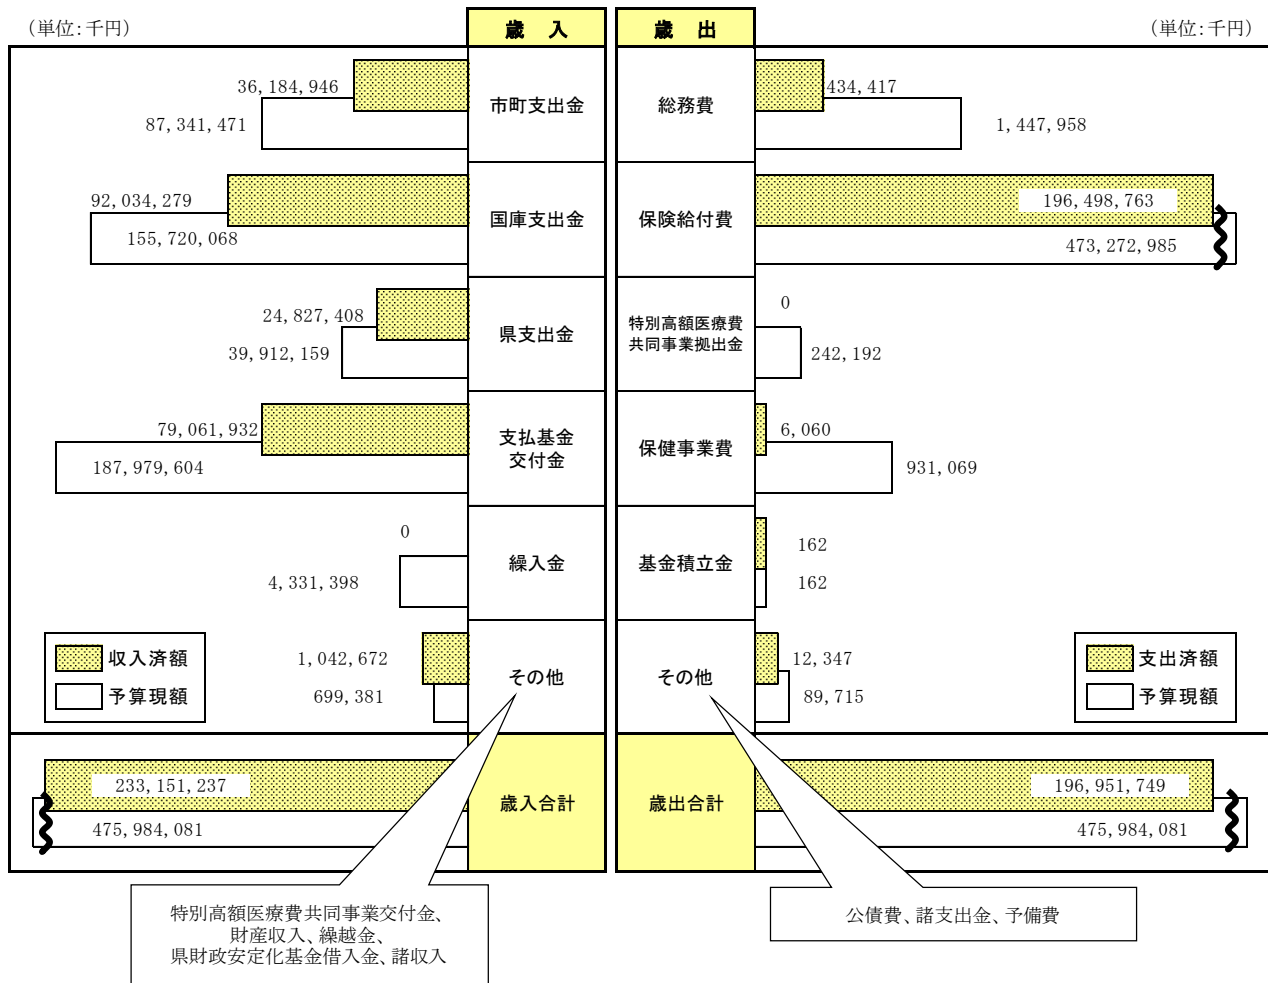 （単位：千円）
歳　入
歳　出
（単位：千円）
36,184,946
87,341,471
市町支出金
総務費
434,417
1,447,958
92,034,279
155,720,068
国庫支出金
保険給付費
196,498,763
473,272,985
24,827,408
39,912,159
県支出金
特別高額医療費
共同事業拠出金
0
242,192
79,061,932
187,979,604
支払基金
交付金
保健事業費
6,060
931,069
0
4,331,398
繰入金
基金積立金
162
162
収入済額
予算現額
1,042,672
699,381
その他
その他
12,347
89,715
支出済額
予算現額
233,151,237
475,984,081
歳入合計
歳出合計
196,951,749
475,984,081
特別高額医療費共同事業交付金、
財産収入、繰越金、
県財政安定化基金借入金、諸収入
公債費、諸支出金、予備費